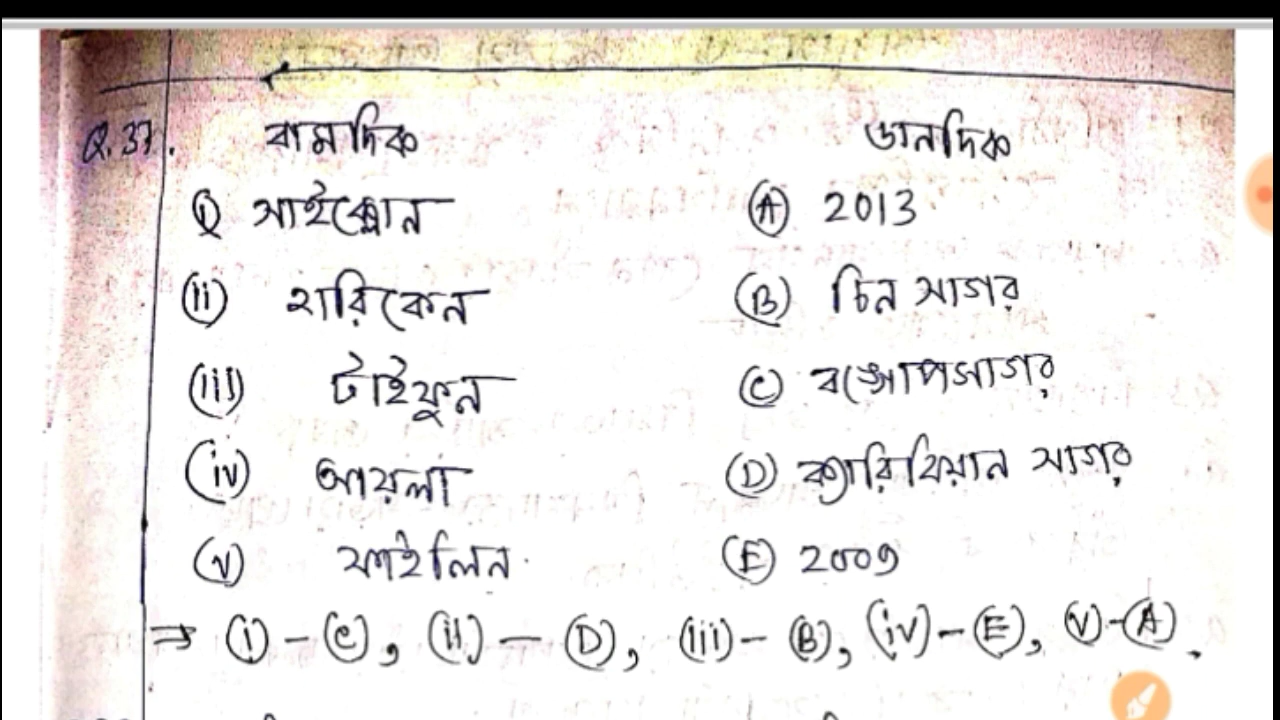 Q.37. বামদিক ডানদিক
(i) সাইক্লোন (A) 2013
(ii) হারিকেন (B) চিন সাগর
(iii) টাইফুন (C) বঙ্গোপসাগর
(iv) আয়লা (D) ক্যারিবিয়ান সাগর
(v) ফাইলিন (E) 2009
⇒ (i) – (C), (ii) – (D), (iii) – (B), (iv) – (E), (v) – (A).